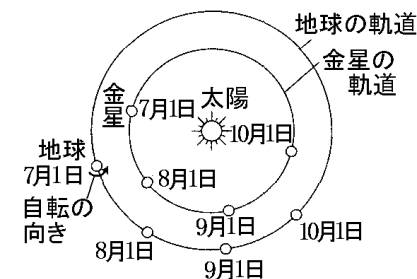 地球の軌道
金星の
軌道
金星
太陽
7月1日
10月1日
地球
7月1日
8月1日
自転の
向き
9月1日
10月1日
8月1日
9月1日